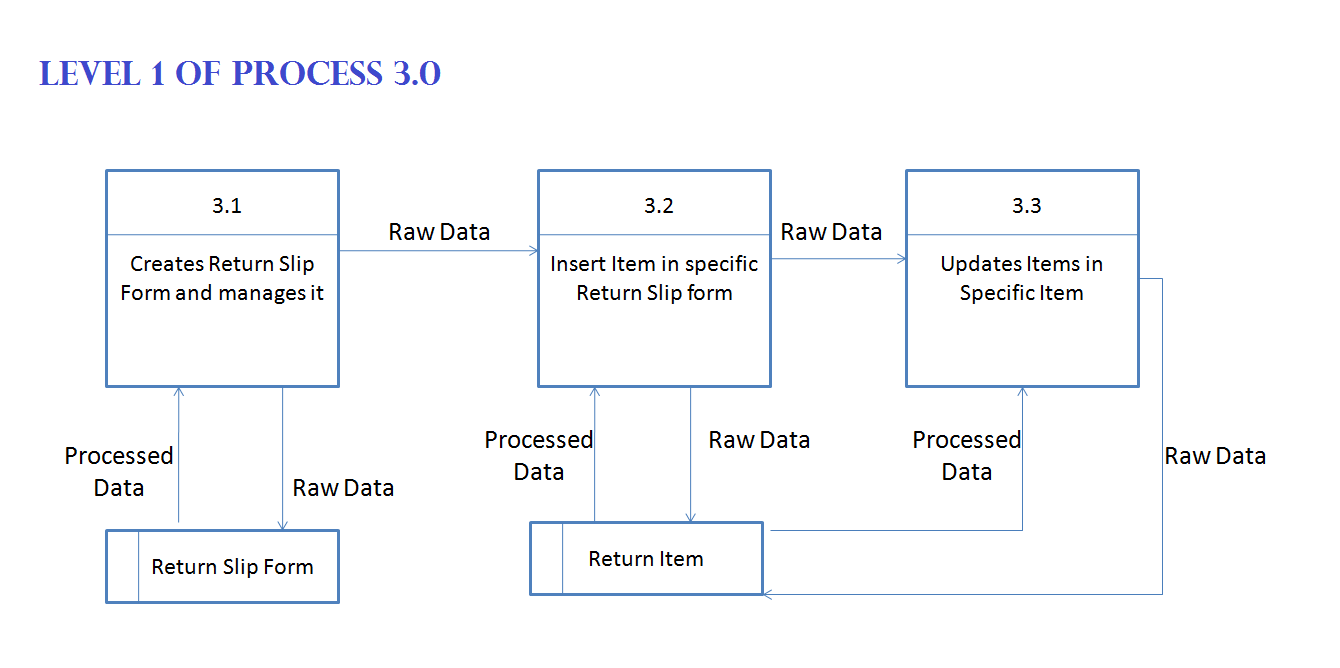 LEVEL 1 OF PROCESS 3.0
3.1
Creates Return Slip
Form and manages it
Raw Data
3.2
Insert Item in specific
Return Slip form
Raw Data
3.3
Updates Items in
Specific Item
Processed
Data
Raw Data
Processed
Data
Raw Data
Processed
Data
Raw Data
Return Slip Form
Return Item